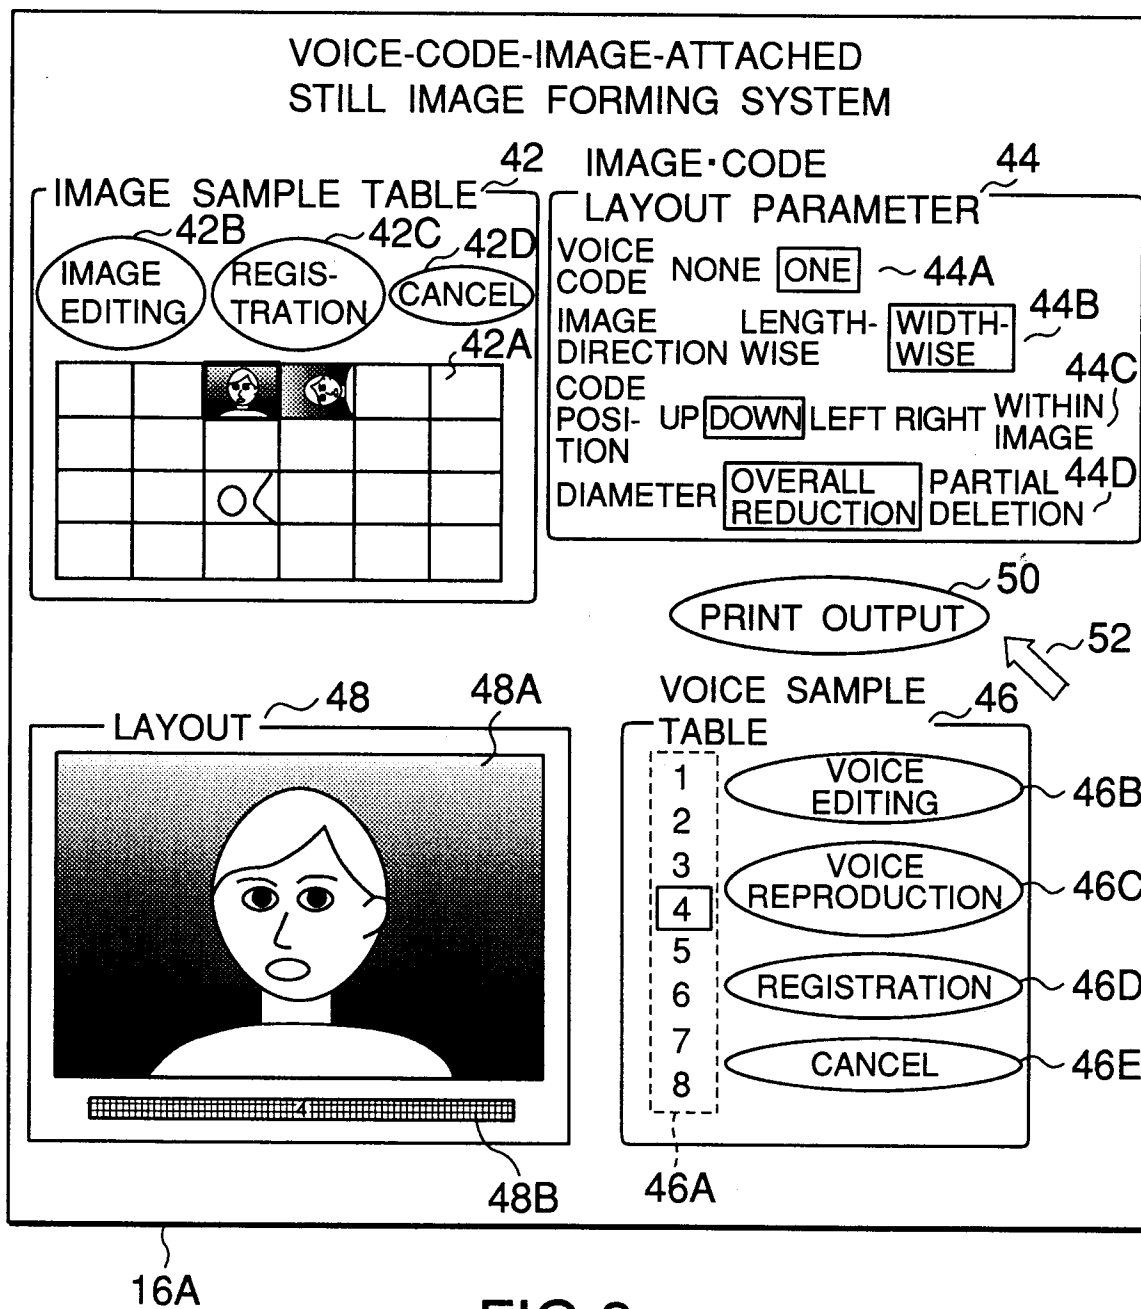 VOICE-CODE-IMAGE-ATTACHED
STILL IMAGE FORMING SYSTEM
IMAGE SAMPLE TABLE 42
42B 42C 42D
IMAGE
EDITING
REGIS-
TRATION
CANCEL
42A
IMAGE·CODE
LAYOUT PARAMETER 44
VOICE
CODE
NONE ONE 44A
IMAGE
DIRECTION
LENGTH-
WISE
WIDTH-
WISE
44B
CODE
POSI-
TION
UP DOWN LEFT RIGHT
WITHIN
IMAGE
44C
DIAMETER
OVERALL
REDUCTION
PARTIAL
DELETION
44D
PRINT OUTPUT
50
52
LAYOUT 48
48A
4
48B
VOICE SAMPLE
TABLE
46
1
2
3
4
5
6
7
8
46A
VOICE
EDITING
46B
VOICE
REPRODUCTION
46C
REGISTRATION
46D
CANCEL
46E
16A